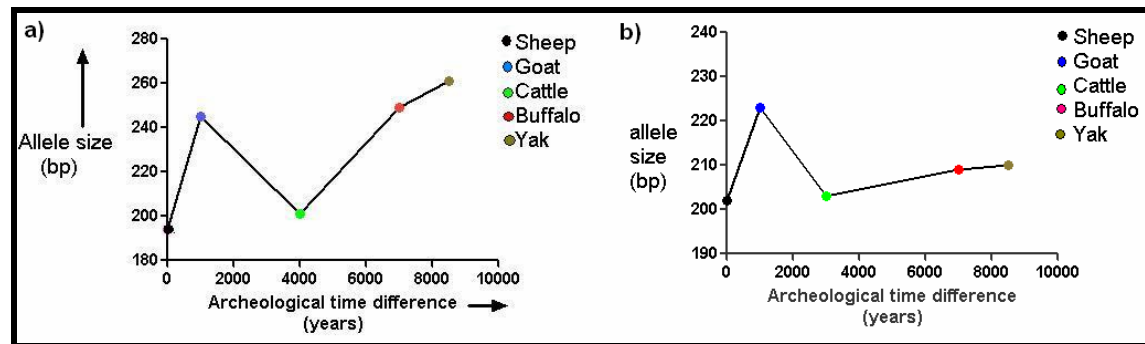 a)
280
260
240
220
200
180
Allele size
(bp)
0
2000
4000
6000
8000
10000
Archeological time difference
(years)
Sheep
Goat
Cattle
Buffalo
Yak
b)
240
230
220
210
200
190
allele
size
(bp)
0
2000
4000
6000
8000
10000
Archeological time difference
(years)
Sheep
Goat
Cattle
Buffalo
Yak